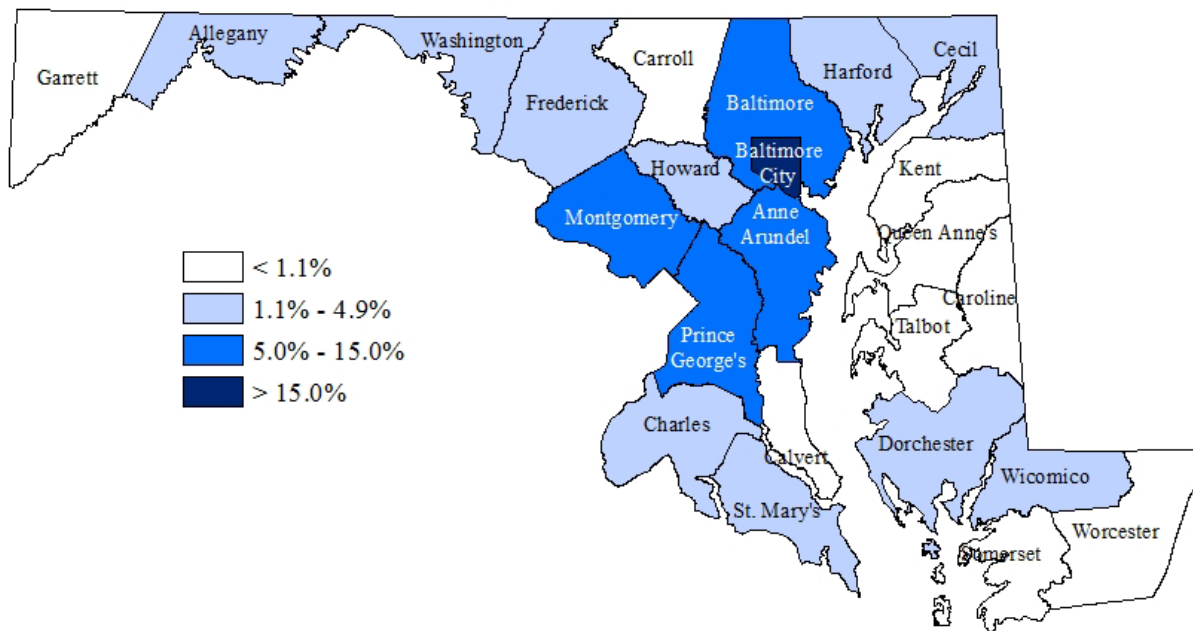 Allegany
Washington
Garrett
Carroll
Cecil
Harford
Frederick
Baltimore
Baltimore
City
Howard
Kent
Montgomery
Anne
Arundel
Queen Anne's
< 1.1%
1.1% - 4.9%
5.0% - 15.0%
> 15.0%
Caroline
Talbot
Prince
George's
Charles
Calvert
Dorchester
Wicomico
St. Mary's
Worcester
Somerset